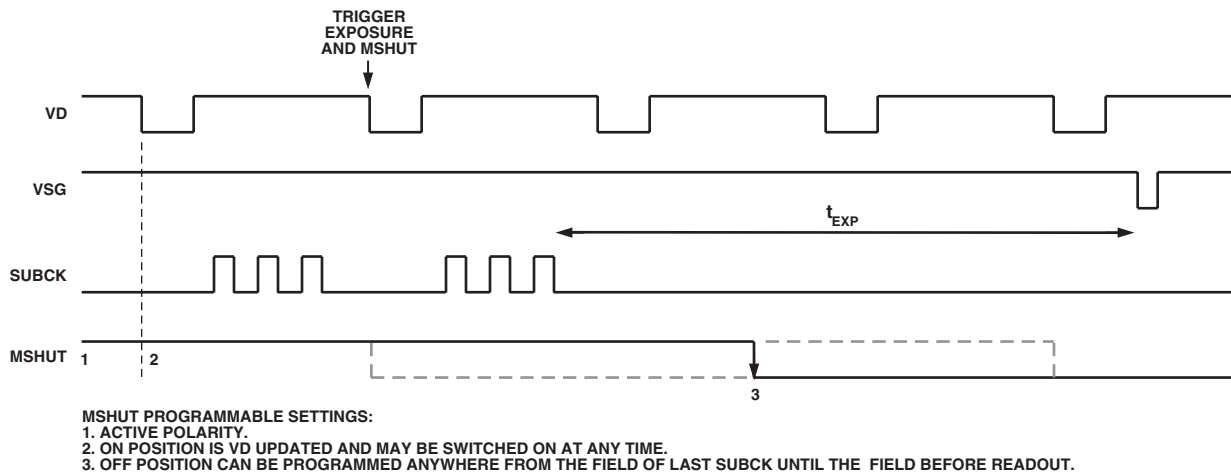 TRIGGER
EXPOSURE
AND MSHUT
VD
VSG
tEXP
SUBCK
MSHUT 1 2
3
MSHUT PROGRAMMABLE SETTINGS:
1. ACTIVE POLARITY.
2. ON POSITION IS VD UPDATED AND MAY BE SWITCHED ON AT ANY TIME.
3. OFF POSITION CAN BE PROGRAMMED ANYWHERE FROM THE FIELD OF LAST SUBCK UNTIL THE FIELD BEFORE READOUT.